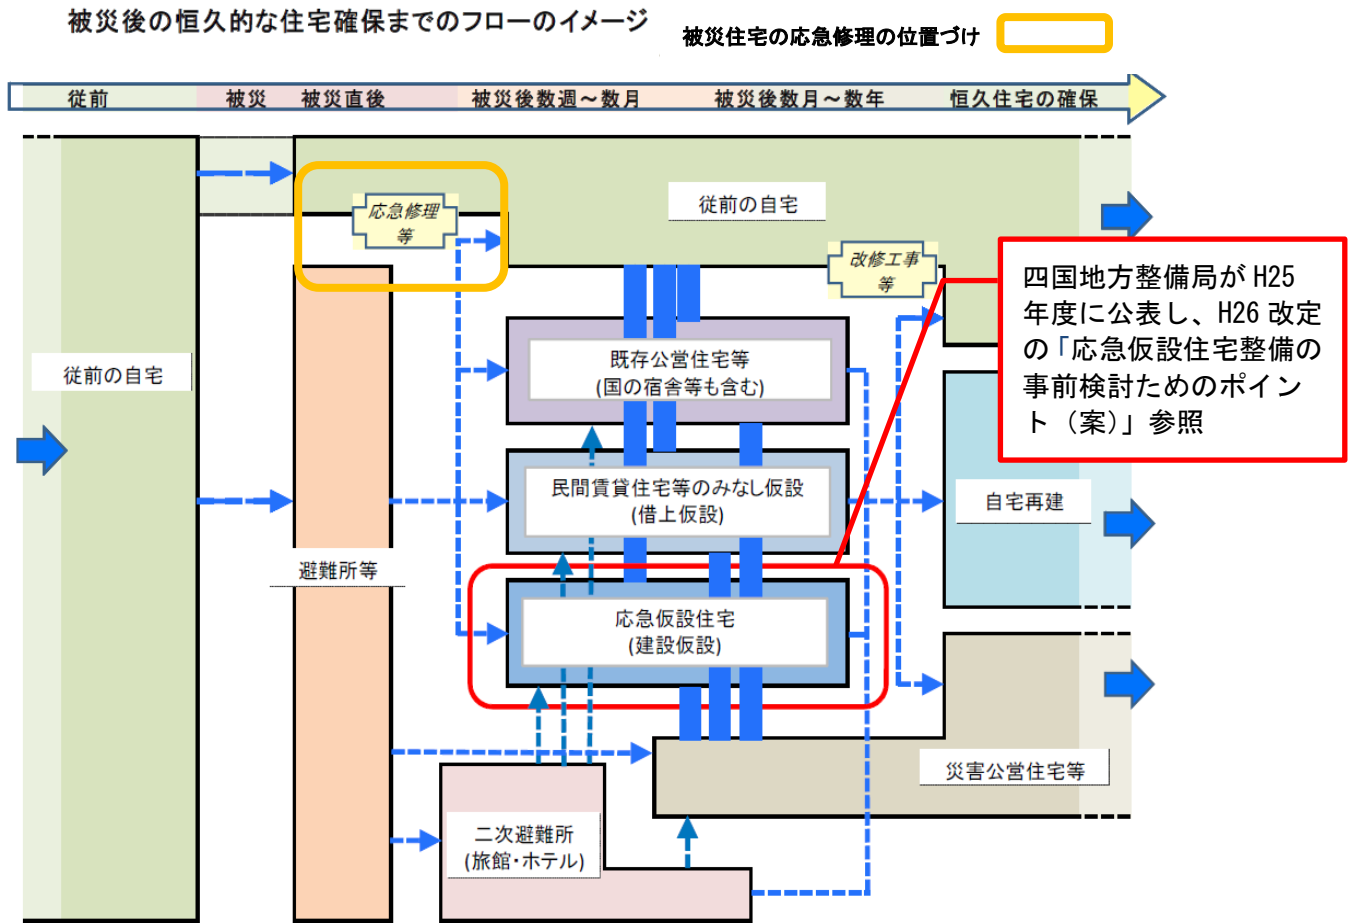 被災後の恒久的な住宅確保までのフローのイメージ
被災住宅の応急修理の位置づけ
従前
被災
被災直後
被災後数週～数月
被災後数月～数年
恒久住宅の確保
応急修理
等
従前の自宅
改修工事
等
四国地方整備局が H25
年度に公表し、H26 改定
の「応急仮設住宅整備の
事前検討ためのポイン
ト（案）」参照
従前の自宅
既存公営住宅等
(国の宿舎等も含む)
民間賃貸住宅等のみなし仮設
(借上仮設)
自宅再建
避難所等
応急仮設住宅
(建設仮設)
災害公営住宅等
二次避難所
(旅館・ホテル)